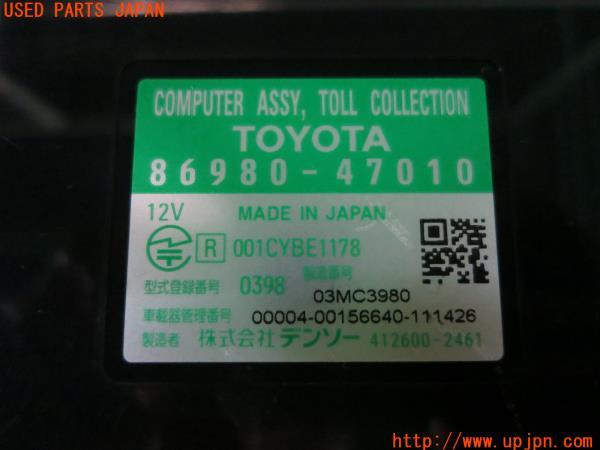 USED PARTS JAPAN
COMPUTER ASSY, TOLL COLLECTION
TOYOTA
86980-47010
12V MADE IN JAPAN
R 001CYBE1178
型式登録番号 0398 製造番号 03MC3980
車載器管理番号 00004-00156640-111426
製造者 株式会社 デンソー 412600-2461
http://www.upjpn.com/